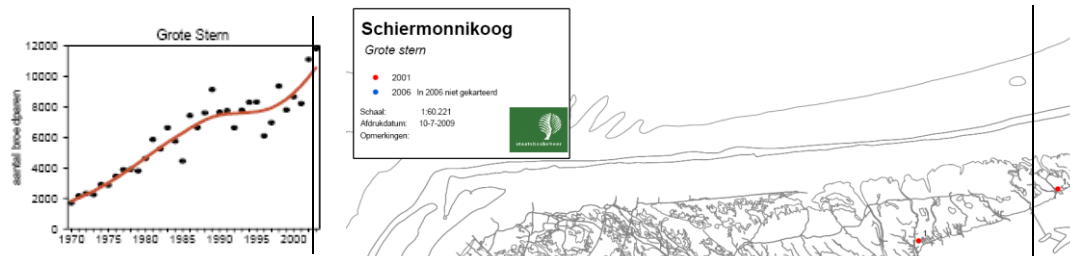 Grote Stern
aantal broedparen
12000
10000
8000
6000
4000
2000
0
1970 1975 1980 1985 1990 1995 2000
Schiermonnikoog
Grote stern
2001
2006 In 2006 niet gekarteerd
Schaal: 1:60.221
Afdrukdatum: 10-7-2009
Opmerkingen:
staatsbosbeheer